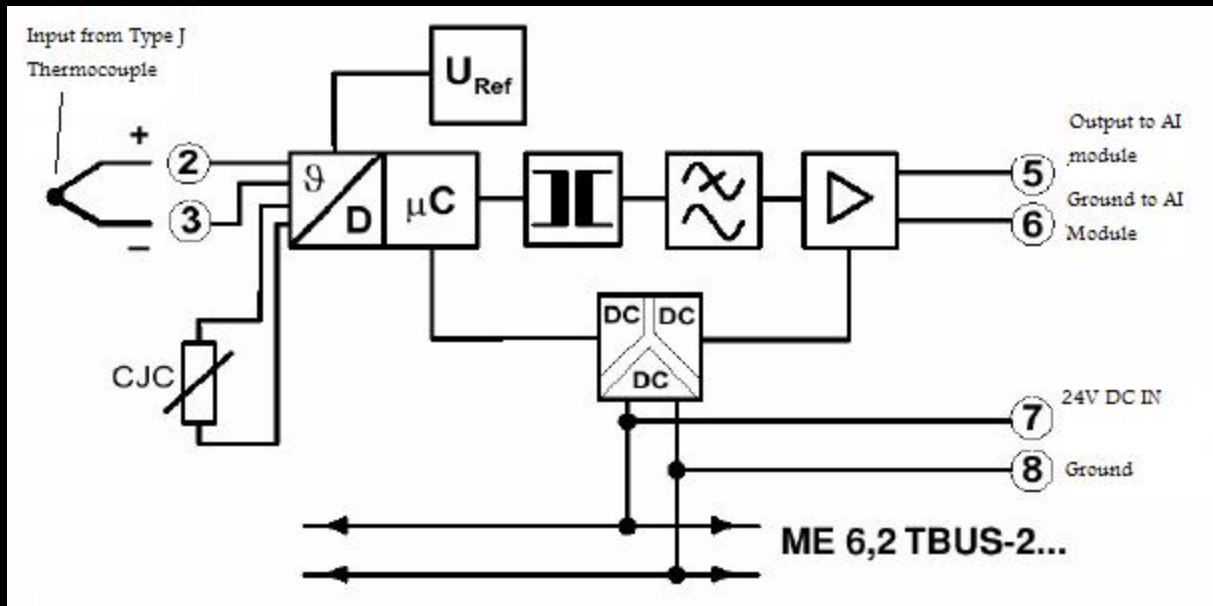 Input from Type J
Thermocouple
U Ref
+
2
3
−
ϑ
D
μC
Output to AI
module
5
Ground to AI
6
Module
DC DC
DC
CJC
24V DC IN
7
8 Ground
ME 6,2 TBUS-2...